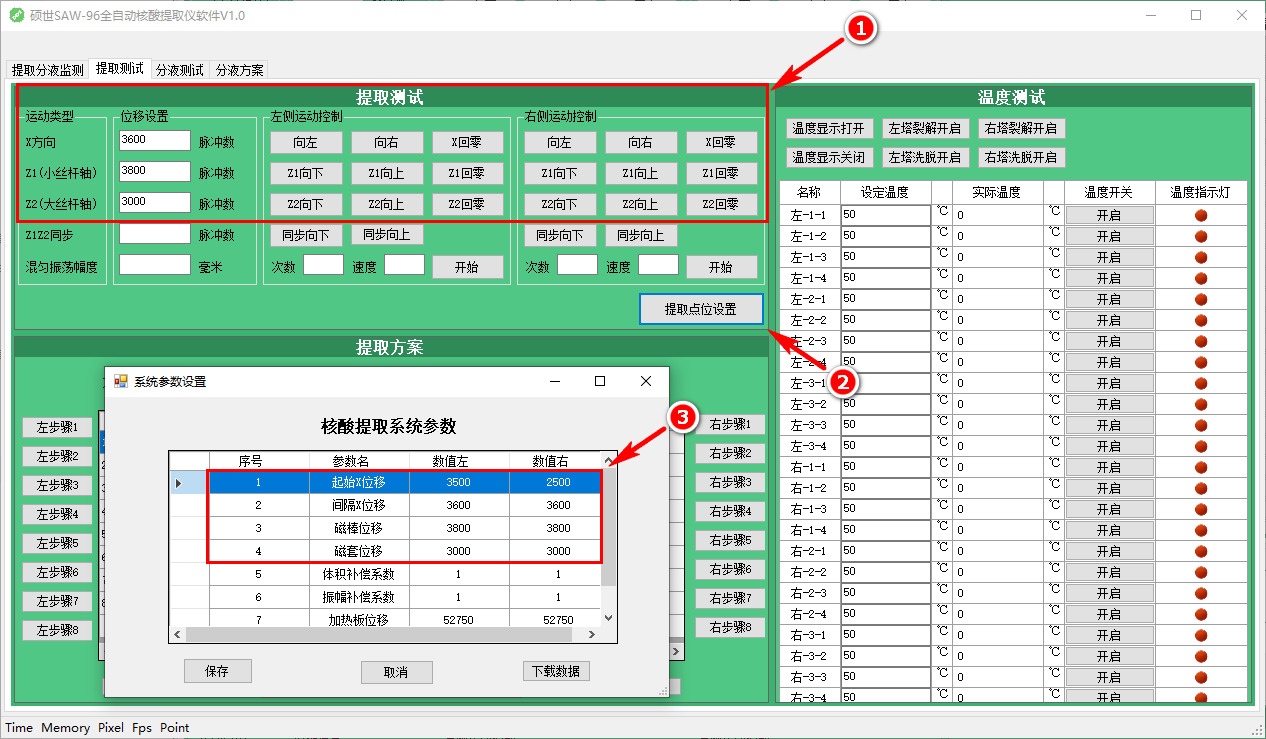 硕世SAW-96全自动核酸提取仪软件V1.0
1
提取分液监测 提取测试 分液测试 分液方案
提取测试
运动类型 位移设置 左侧运动控制 右侧运动控制
X方向 3600 脉冲数 向左 向右 X回零 向左 向右 X回零
Z1(小丝杆轴) 3800 脉冲数 Z1向下 Z1向上 Z1回零 Z1向下 Z1向上 Z1回零
Z2(大丝杆轴) 3000 脉冲数 Z2向下 Z2向上 Z2回零 Z2向下 Z2向上 Z2回零
Z1Z2同步 脉冲数 同步向下 同步向上 同步向下 同步向上
混匀振荡幅度 毫米 次数 速度 开始 次数 速度 开始
提取点位设置
2
提取方案
左步骤1
左步骤2
左步骤3
左步骤4
左步骤5
左步骤6
左步骤7
左步骤8
系统参数设置
核酸提取系统参数
3
序号 参数名 数值左 数值右
1 起始X位移 3500 2500
2 间隔X位移 3600 3600
3 磁棒位移 3800 3800
4 磁套位移 3000 3000
5 体积补偿系数 1 1
6 振幅补偿系数 1 1
7 加热板位移 52750 52750
保存 取消 下载数据
右步骤1
右步骤2
右步骤3
右步骤4
右步骤5
右步骤6
右步骤7
右步骤8
温度测试
温度显示打开 左塔裂解开启 右塔裂解开启
温度显示关闭 左塔洗脱开启 右塔洗脱开启
名称 设定温度 实际温度 温度开关 温度指示灯
左-1-1 50 ℃ 0 ℃ 开启
左-1-2 50 ℃ 0 ℃ 开启
左-1-3 50 ℃ 0 ℃ 开启
左-1-4 50 ℃ 0 ℃ 开启
左-2-1 50 ℃ 0 ℃ 开启
左-2-2 50 ℃ 0 ℃ 开启
左-2-3 50 ℃ 0 ℃ 开启
左-2-4 50 ℃ 0 ℃ 开启
左-3-1 50 ℃ 0 ℃ 开启
左-3-2 50 ℃ 0 ℃ 开启
左-3-3 50 ℃ 0 ℃ 开启
左-3-4 50 ℃ 0 ℃ 开启
右-1-1 50 ℃ 0 ℃ 开启
右-1-2 50 ℃ 0 ℃ 开启
右-1-3 50 ℃ 0 ℃ 开启
右-1-4 50 ℃ 0 ℃ 开启
右-2-1 50 ℃ 0 ℃ 开启
右-2-2 50 ℃ 0 ℃ 开启
右-2-3 50 ℃ 0 ℃ 开启
右-2-4 50 ℃ 0 ℃ 开启
右-3-1 50 ℃ 0 ℃ 开启
右-3-2 50 ℃ 0 ℃ 开启
右-3-3 50 ℃ 0 ℃ 开启
右-3-4 50 ℃ 0 ℃ 开启
Time Memory Pixel Fps Point